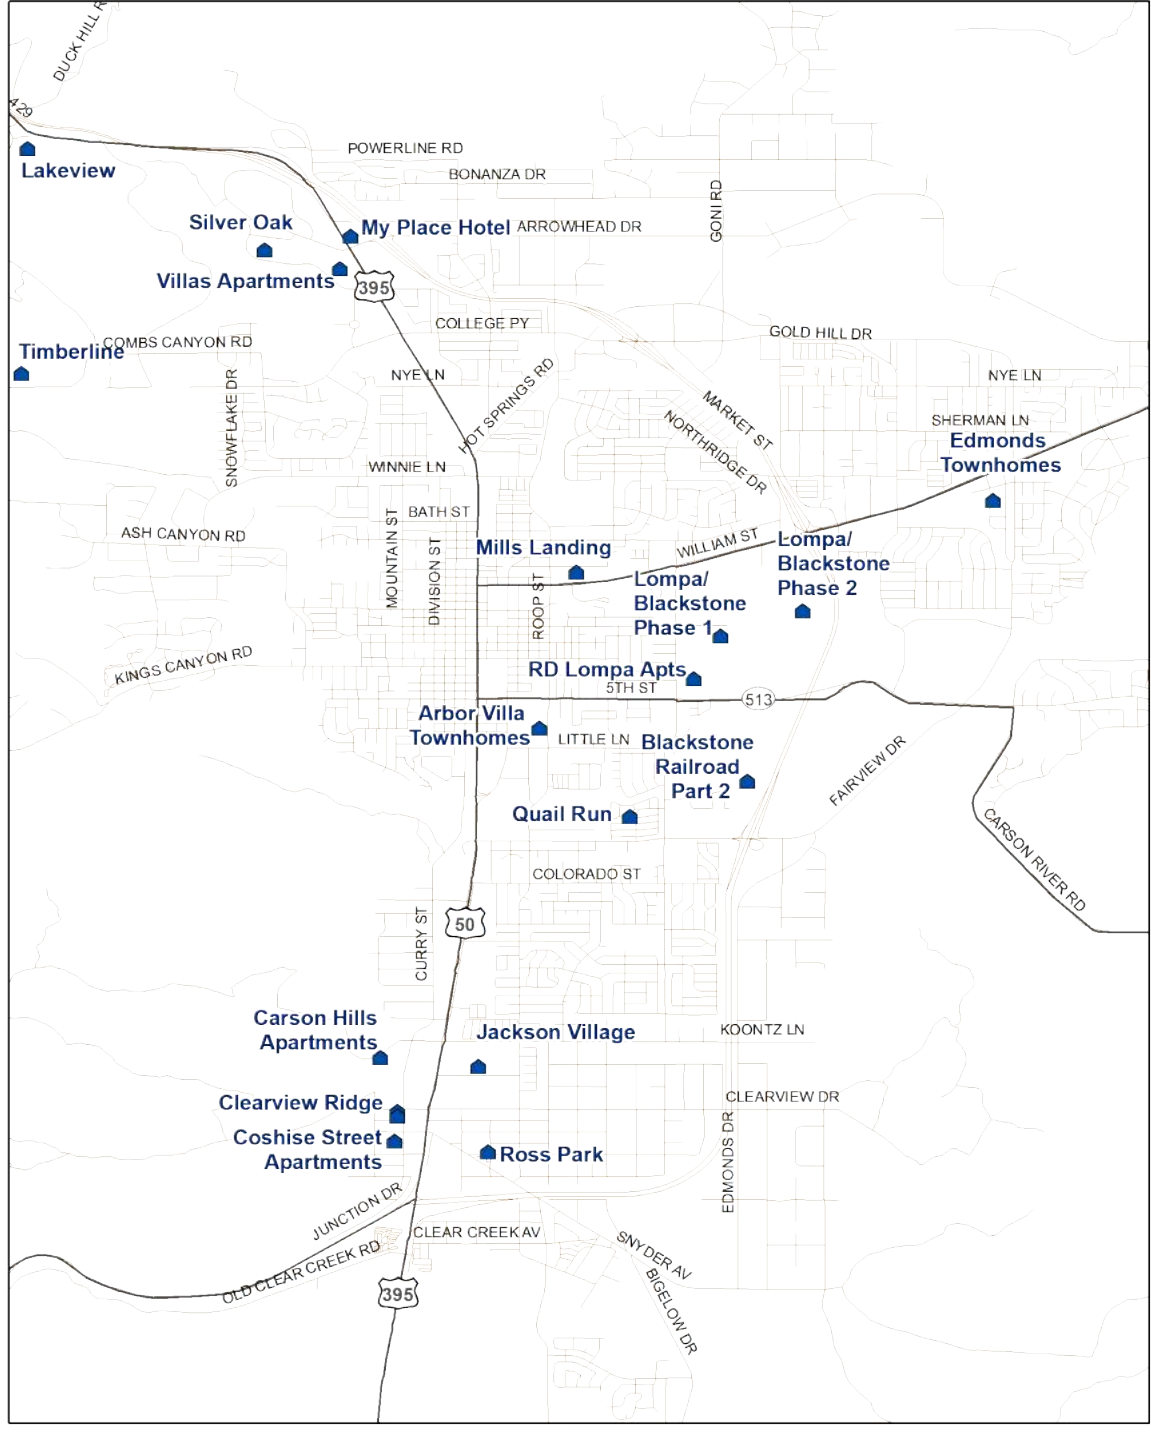 DUCK HILL R
429
Lakeview
POWERLINE RD
BONANZA DR
GONI RD
Silver Oak
My Place Hotel
ARROWHEAD DR
Villas Apartments
395
COLLEGE PY
GOLD HILL DR
COMBS CANYON RD
Timberline
NYE LN
NYE LN
SNOWFLAKE DR
HOT SPRINGS RD
MARKET ST
NORTHRIDGE DR
SHERMAN LN
Edmonds
Townhomes
WINNIE LN
BATH ST
ASH CANYON RD
MOUNTAIN ST
DIVISION ST
Mills Landing
WILLIAM ST
Lompa/
Blackstone
Phase 2
ROOP ST
Lompa/
Blackstone
Phase 1
KINGS CANYON RD
RD Lompa Apts
5TH ST
513
Arbor Villa
Townhomes
LITTLE LN
Blackstone
Railroad
Part 2
FAIRVIEW DR
Quail Run
CARSON RIVER RD
COLORADO ST
50
CURRY ST
Carson Hills
Apartments
Jackson Village
KOONTZ LN
Clearview Ridge
CLEARVIEW DR
Coshise Street
Apartments
Ross Park
EDMONDS DR
JUNCTION DR
CLEAR CREEK AV
OLD CLEAR CREEK RD
SNYDER AV
BIGELOW DR
395